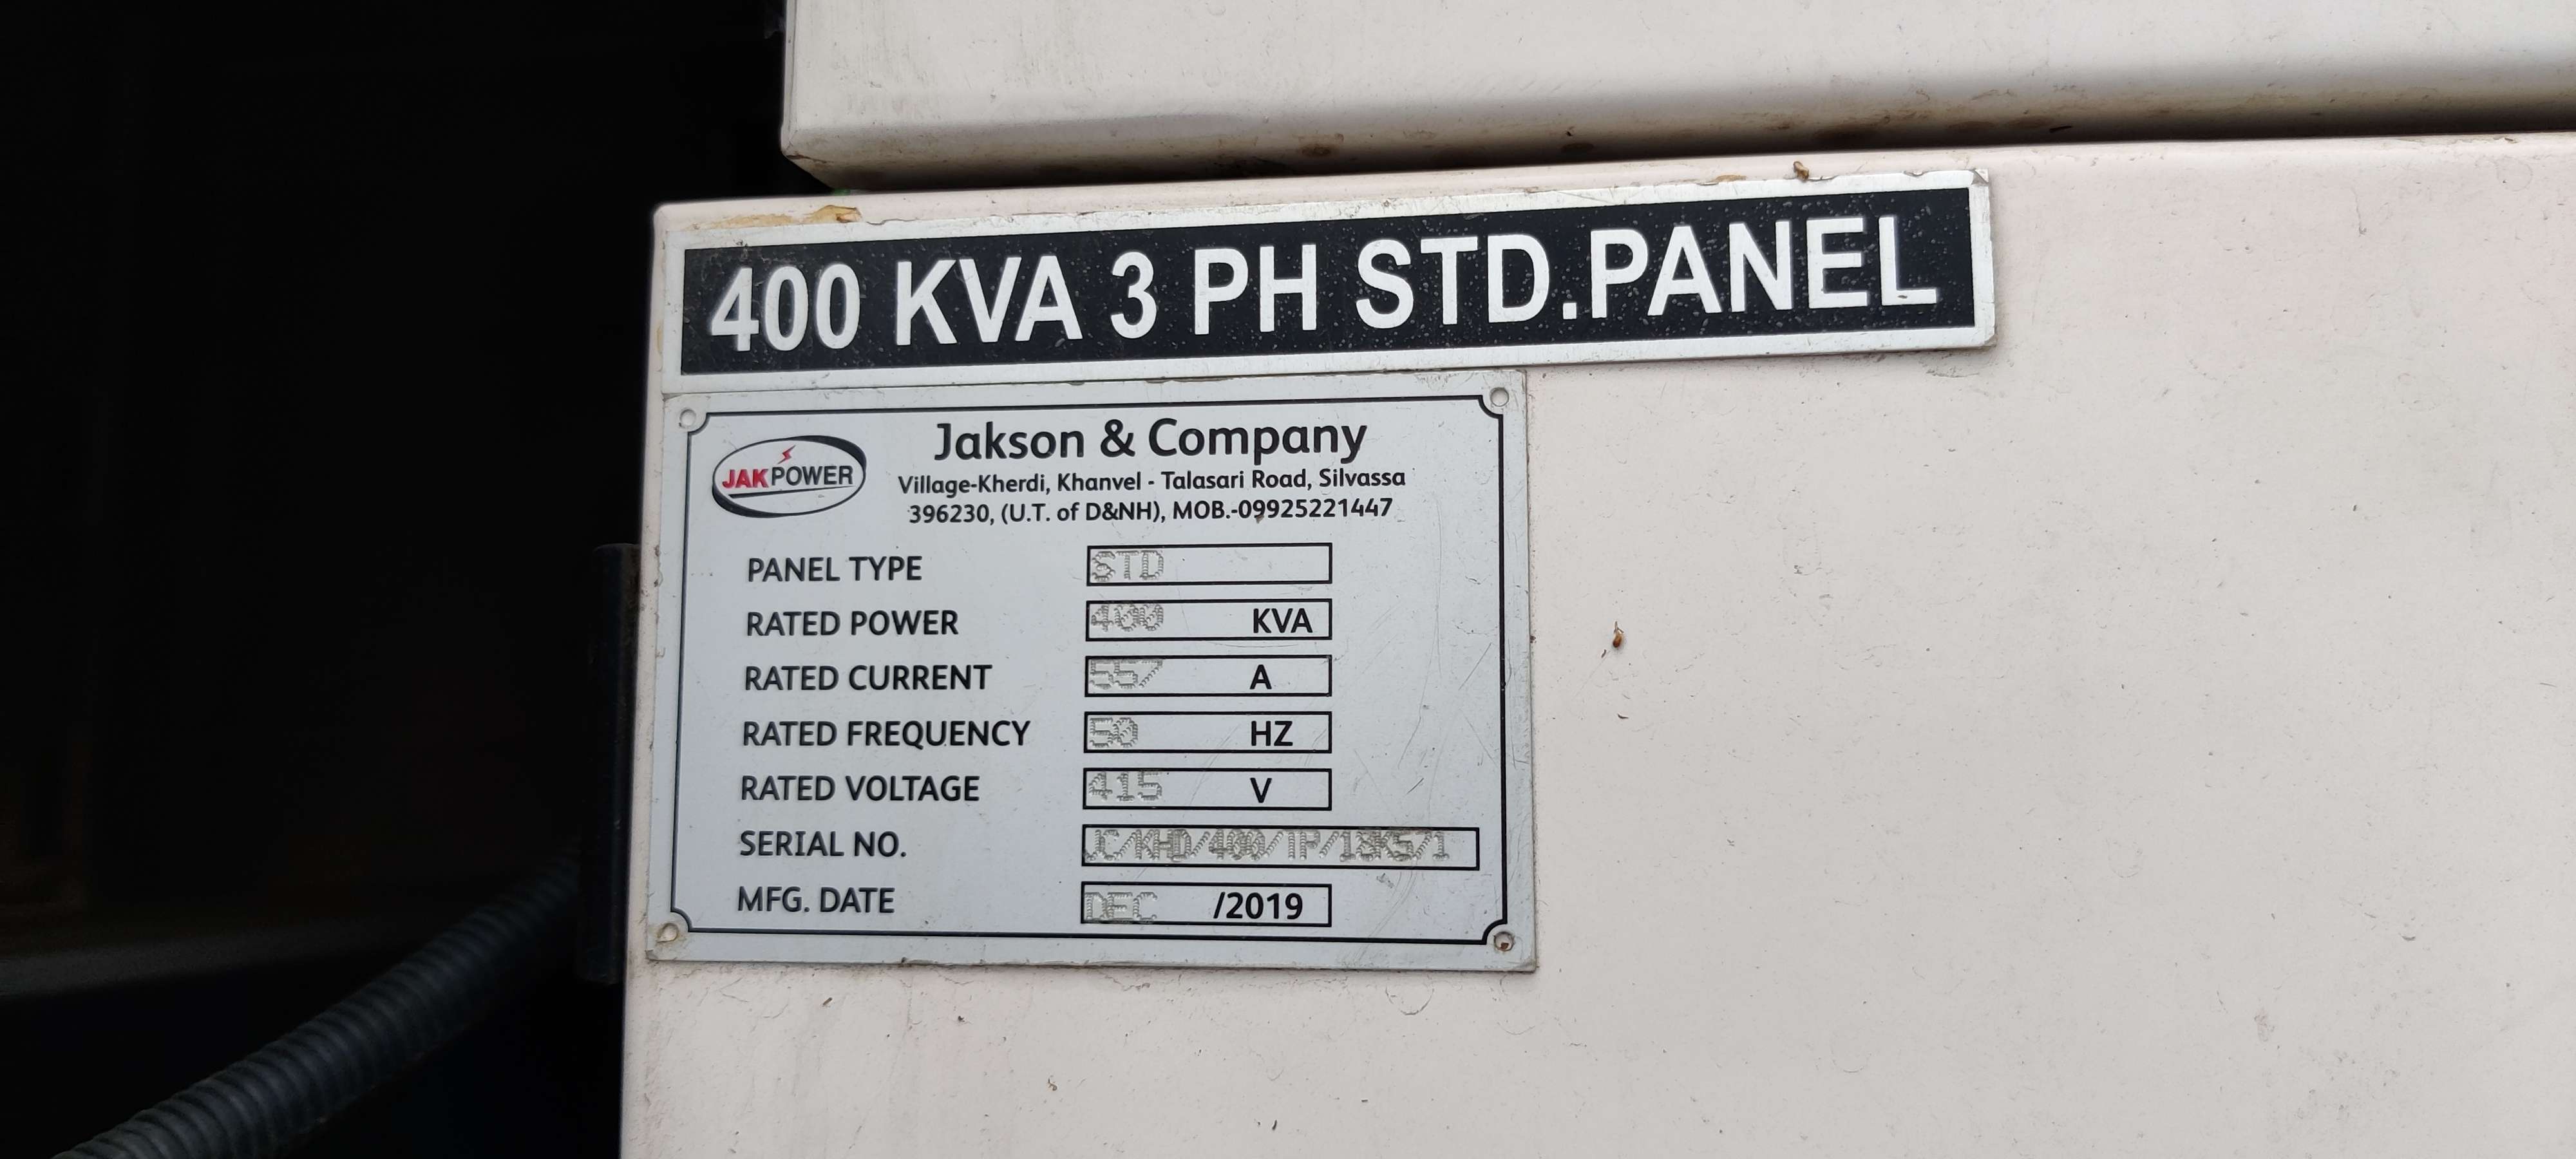 400 KVA 3 PH STD.PANEL
JAKPOWER
Jakson & Company
Village-Kherdi, Khanvel - Talasari Road, Silvassa
396230, (U.T. of D&NH), MOB.-09925221447
PANEL TYPE STD
RATED POWER 400 KVA
RATED CURRENT 557 A
RATED FREQUENCY 50 HZ
RATED VOLTAGE 415 V
SERIAL NO.
MFG. DATE DEC /2019